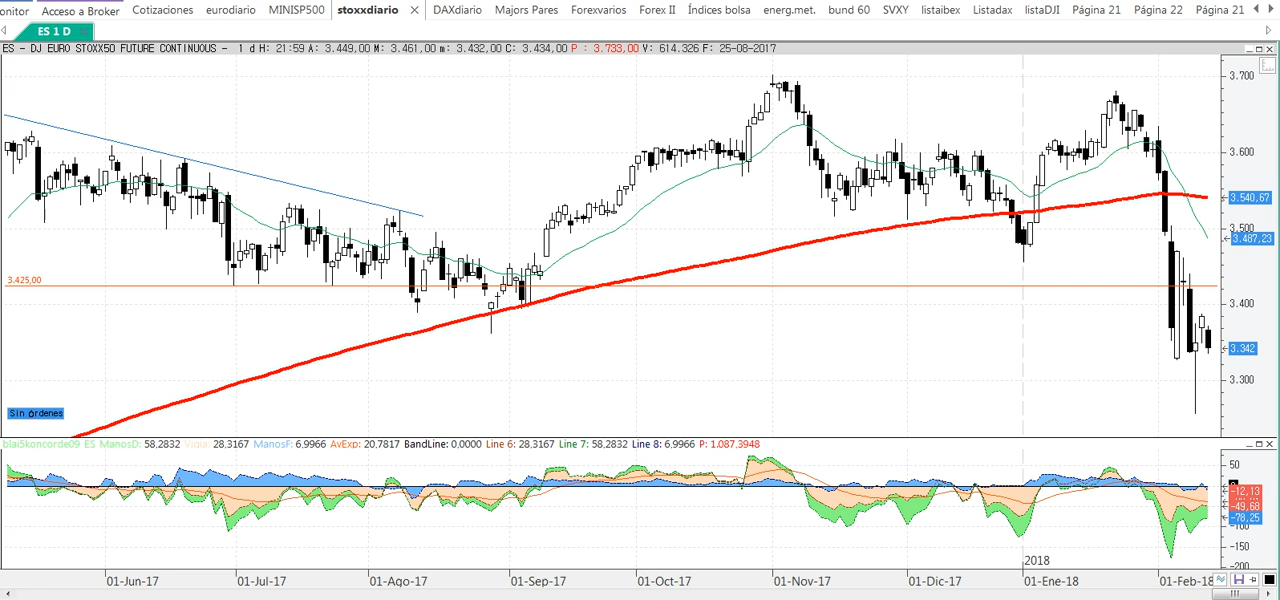 onitor Acceso a Broker Cotizaciones eurodiario MINISP500 stoxxdiario DAXdiario Majors Pares Forexvarios Forex II Índices bolsa energ.met. bund 60 SVXY listaibex Listadax listaDJI Página 21 Página 22 Página 21
ES 1 D
ES - DJ EURO STOXX50 FUTURE CONTINUOUS - 1 d H: 21:59 A: 3.449,00 M: 3.461,00 m: 3.432,00 C: 3.434,00 P : 3.733,00 V: 614.326 F: 25-08-2017
3.700
3.600
3.540,67
3.500
3.487,23
3.425,00
3.400
3.342
3.300
Sin órdenes
blai5koncorde09 ES ManosD: 58,2832 28,3167 ManosF: 6,9966 AvExp: 20,7817 BandLine: 0,0000 Line 6: 28,3167 Line 7: 58,2832 Line 8: 6,9966 P: 1.087,3948
50
-12,13
-49,68
-78,25
-100
-150
-200
2018
01-Jun-17 01-Jul-17 01-Ago-17 01-Sep-17 01-Oct-17 01-Nov-17 01-Dic-17 01-Ene-18 01-Feb-18